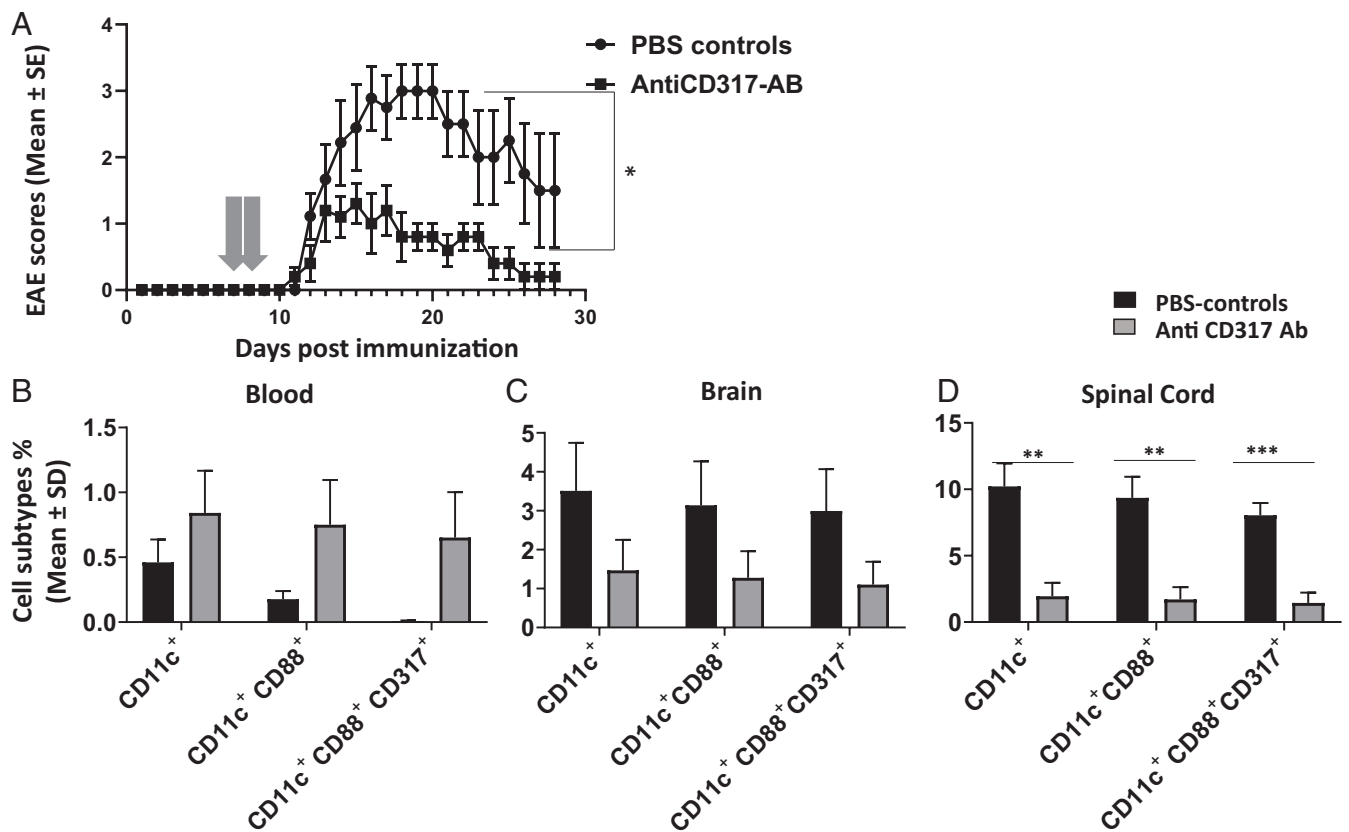 A
EAE scores (Mean ± SE)
4
3
2
1
0
0 10 20 30
Days post immunization
PBS controls
AntiCD317-AB
*
PBS-controls
Anti CD317 Ab
B
Blood
Cell subtypes %
(Mean ± SD)
1.5
1.0
0.5
0.0
CD11c+
CD11c+ CD88+
CD11c+ CD88+ CD317+
C
Brain
5
4
3
2
1
0
CD11c+
CD11c+CD88+
CD11c+ CD88+CD317+
D
Spinal Cord
15
10
5
0
** ** ***
CD11c+
CD11c+ CD88+
CD11c+ CD88+CD317+